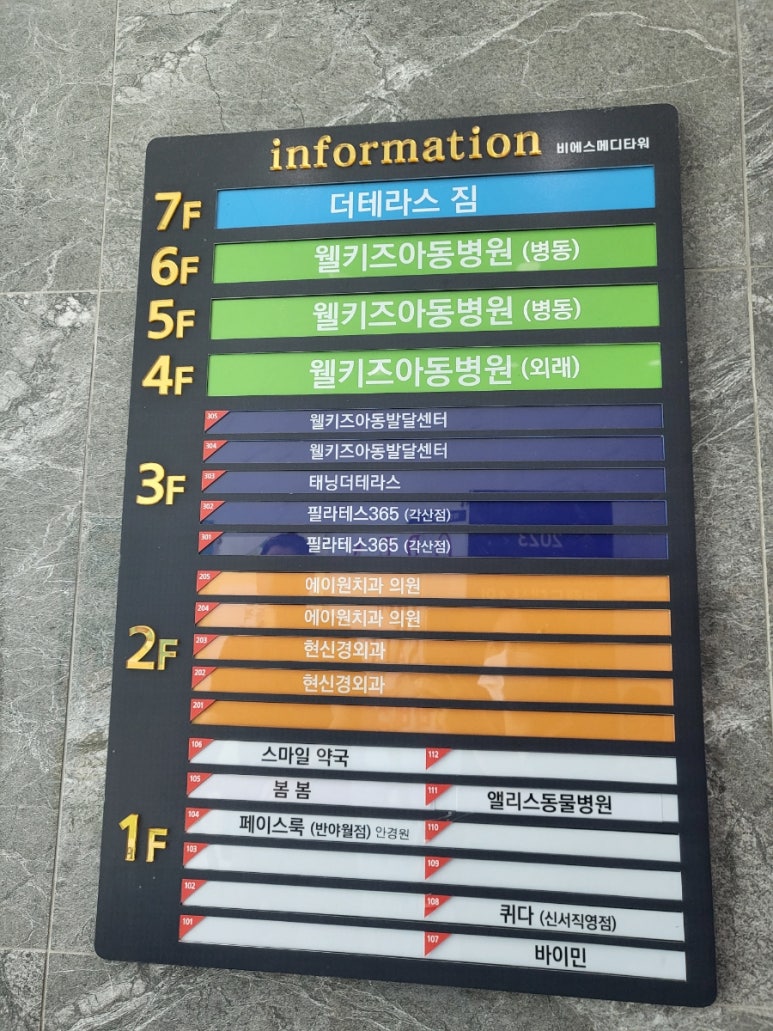 information 비에스메디타워
7F 더테라스 짐
6F 웰키즈아동병원 (병동)
5F 웰키즈아동병원 (병동)
4F 웰키즈아동병원 (외래)
3F
305 웰키즈아동발달센터
304 웰키즈아동발달센터
303 태닝더테라스
302 필라테스365 (각산점)
301 필라테스365 (각산점)
2F
205 에이원치과 의원
204 에이원치과 의원
203 현신경외과
202 현신경외과
201
1F
106 스마일 약국
105 봄 봄
104 페이스룩 (반야월점) 안경원
103
102
101
112
111 앨리스동물병원
110
109
108 퀴다 (신서직영점)
107 바이민